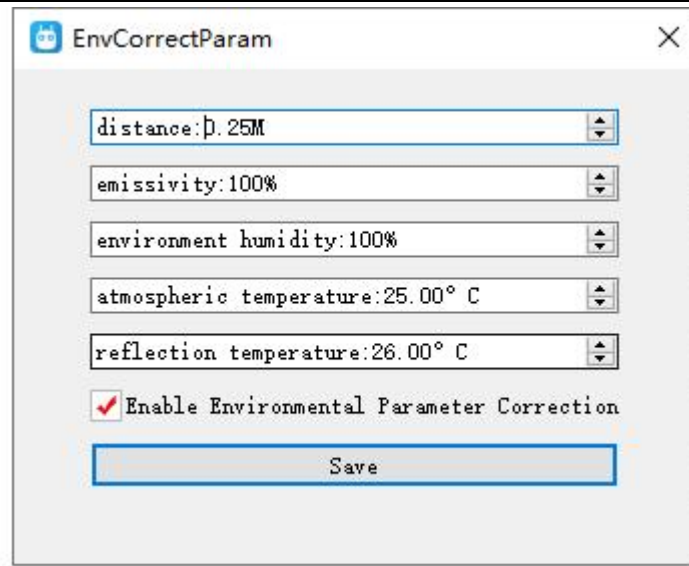 EnvCorrectParam
distance:0.25M
emissivity:100%
environment humidity:100%
atmospheric temperature:25.00° C
reflection temperature:26.00° C
Enable Environmental Parameter Correction
Save